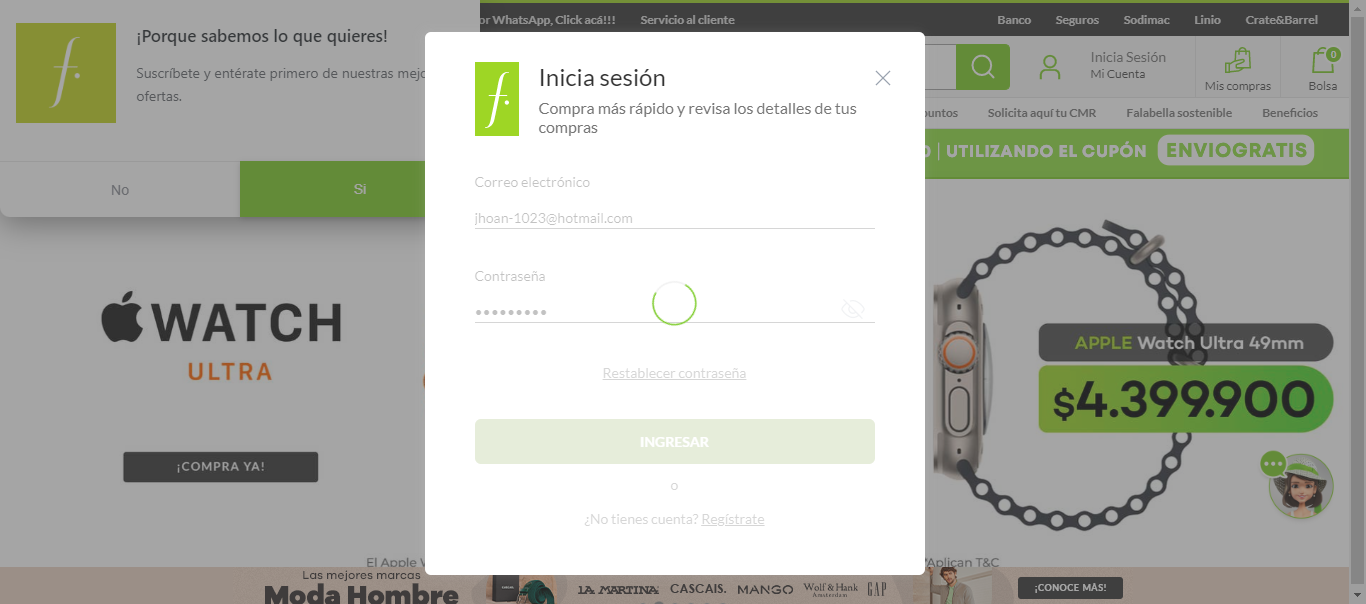 or WhatsApp, Click acá!!!
Servicio al cliente
Banco
Seguros
Sodimac
Linio
Crate&Barrel
¡Porque sabemos lo que quieres!
Suscríbete y entérate primero de nuestras mejo
ofertas.
No
Si
f.
Inicia sesión
Compra más rápido y revisa los detalles de tus
compras
Correo electrónico
jhoan-1023@hotmail.com
Contraseña
•••••••••
Restablecer contraseña
INGRESAR
o
¿No tienes cuenta? Regístrate
Inicia Sesión
Mi Cuenta
Mis compras
0
Bolsa
puntos
Solicita aquí tu CMR
Falabella sostenible
Beneficios
UTILIZANDO EL CUPÓN ENVIOGRATIS
WATCH
ULTRA
¡COMPRA YA!
APPLE Watch Ultra 49mm
$4.399.900
El Apple
*Aplican T&C
Las mejores marcas
Moda Hombre
LA MARTINA
CASCAIS.
MANGO
Wolf & Hank
Amsterdam
GAP
¡CONOCE MÁS!